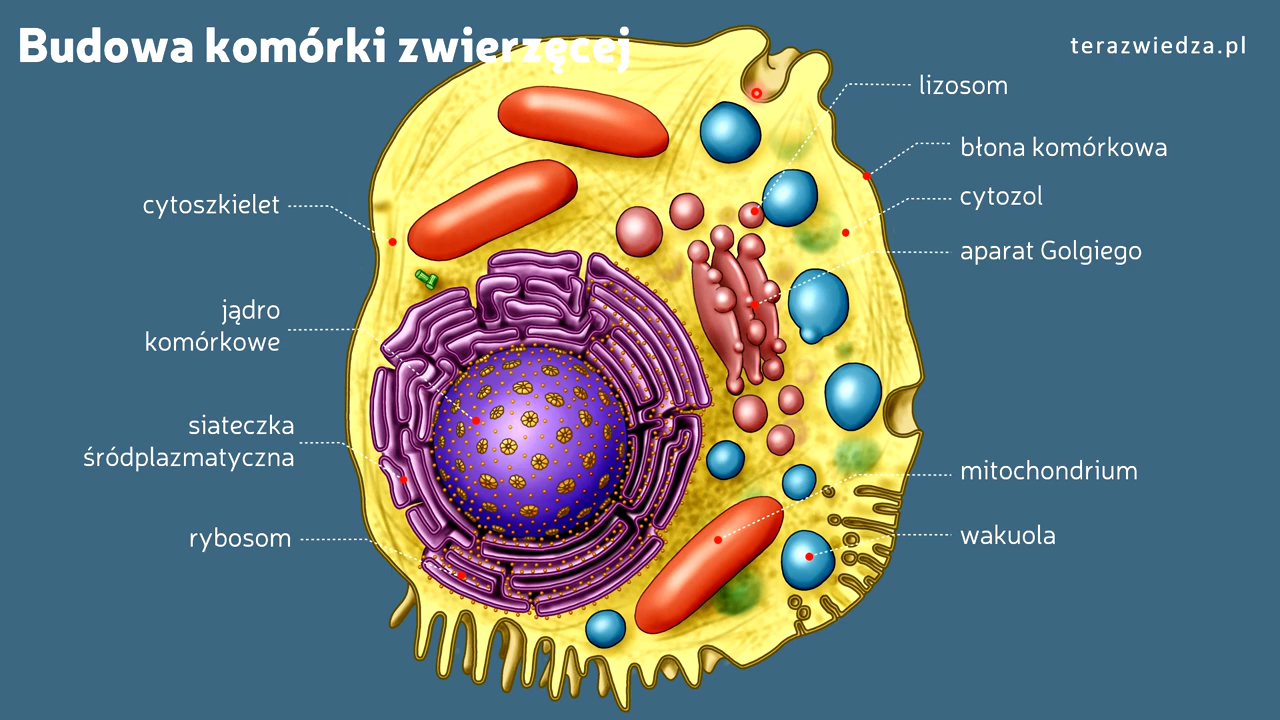 Budowa komórki zwierzęcej
terazwiedza.pl
lizosom
błona komórkowa
cytozol
aparat Golgiego
mitochondrium
wakuola
cytoszkielet
jądro
komórkowe
siateczka
śródplazmatyczna
rybosom